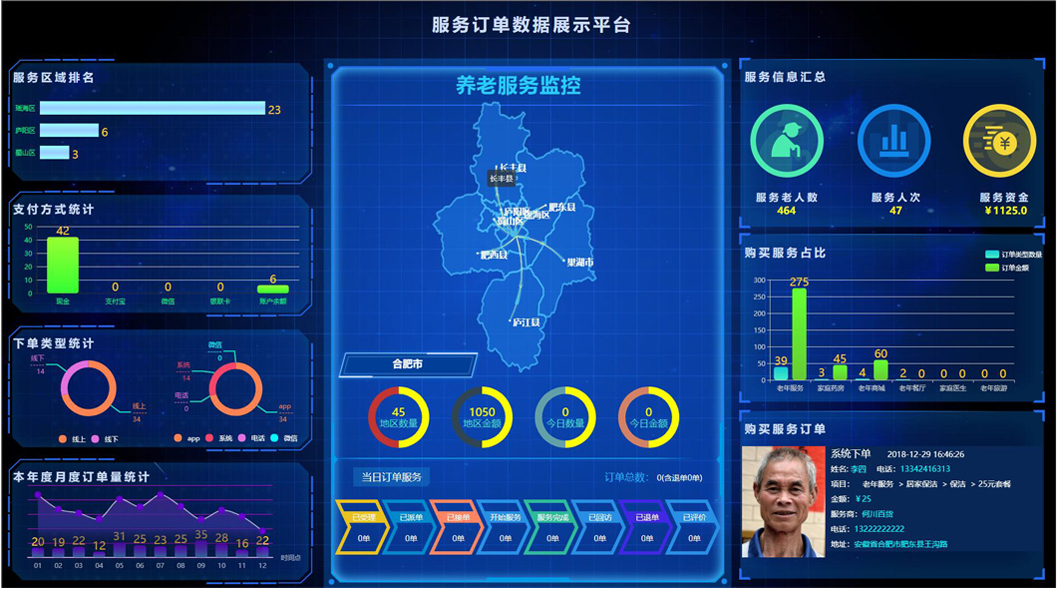 服务订单数据展示平台
服务区域排名
瑶海区 23
庐阳区 6
蜀山区 3
支付方式统计
50
40
30
20
10
0
42 0 0 0 6
现金 支付宝 微信 银联卡 账户余额
下单类型统计
线下
14
线上
34
线上 线下
微信
0
系统
14
电话
0
app
34
app 系统 电话 微信
本年度月度订单量统计
20 19 22 12 31 25 23 25 35 28 16 22
01 02 03 04 05 06 07 08 09 10 11 12
时间点
养老服务监控
长丰县
长丰县
庐阳区
瑶海区
蜀山区
肥东县
肥西县
巢湖市
庐江县
合肥市
45
地区数量
1050
地区金额
0
今日数量
0
今日金额
当日订单服务
订单总数: 0(含退单0单)
已受理 已派单 已接单 开始服务 服务完成 已回访 已退单 已评价
0单 0单 0单 0单 0单 0单 0单 0单
服务信息汇总
服务老人数 服务人次 服务资金
464 47 ¥1125.0
购买服务占比
订单类型数量
订单金额
300
250
200
150
100
50
0
39 275 3 45 4 60 2 0 0 0 0 0
老年服务 家庭药房 老年商城 老年客厅 家庭医生 老年旅游
购买服务订单
系统下单 2018-12-29 16:46:26
姓名: 李四 电话: 13342416313
项目: 老年服务 > 居家保洁 > 保洁 > 25元套餐
金额: ¥ 25
服务商: 何川百货
电话: 13222222222
地址: 安徽省合肥市肥东县王沟路